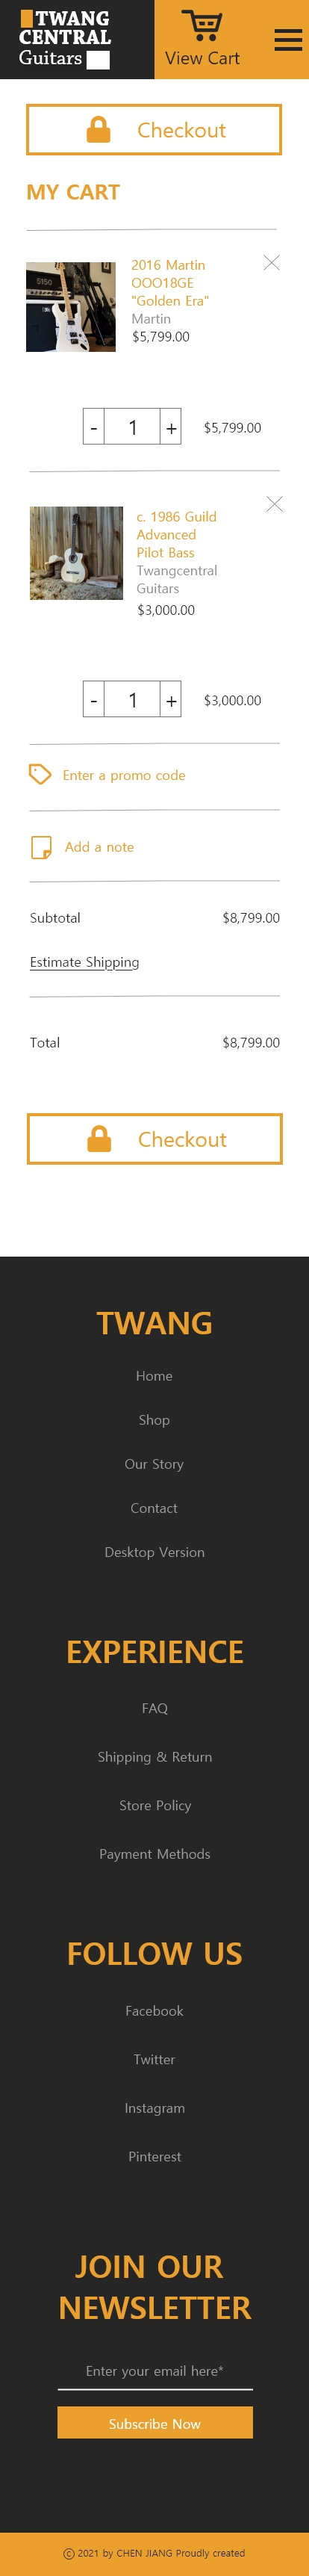 TWANG
CENTRAL
Guitars
View Cart
Checkout
MY CART
2016 Martin
OOO18GE
"Golden Era"
Martin
$5,799.00
- 1 + $5,799.00
5150
c. 1986 Guild
Advanced
Pilot Bass
Twangcentral
Guitars
$3,000.00
- 1 + $3,000.00
Enter a promo code
Add a note
Subtotal $8,799.00
Estimate Shipping
Total $8,799.00
Checkout
TWANG
Home
Shop
Our Story
Contact
Desktop Version
EXPERIENCE
FAQ
Shipping & Return
Store Policy
Payment Methods
FOLLOW US
Facebook
Twitter
Instagram
Pinterest
JOIN OUR
NEWSLETTER
Enter your email here*
Subscribe Now
© 2021 by CHEN JIANG Proudly created